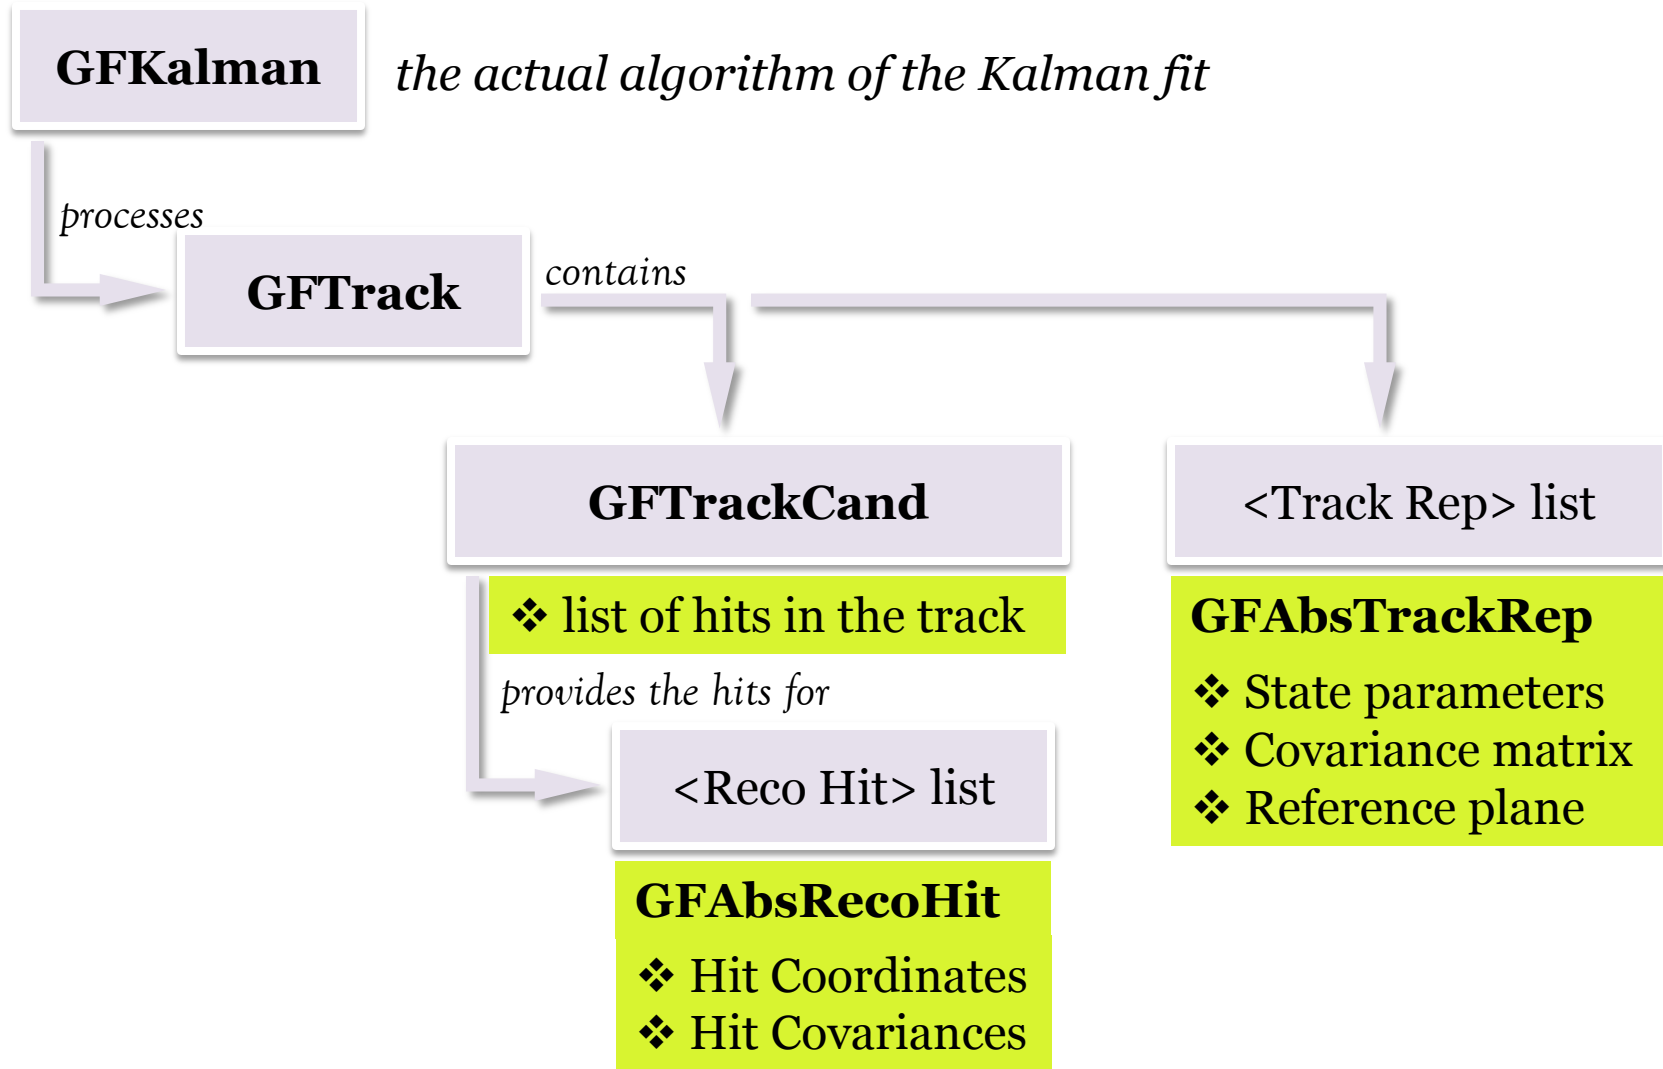 GFKalman
the actual algorithm of the Kalman fit
processes
GFTrack
contains
GFTrackCand
<Track Rep> list
❖ list of hits in the track
provides the hits for
<Reco Hit> list
GFAbsRecoHit
❖ Hit Coordinates
❖ Hit Covariances
GFAbsTrackRep
❖ State parameters
❖ Covariance matrix
❖ Reference plane